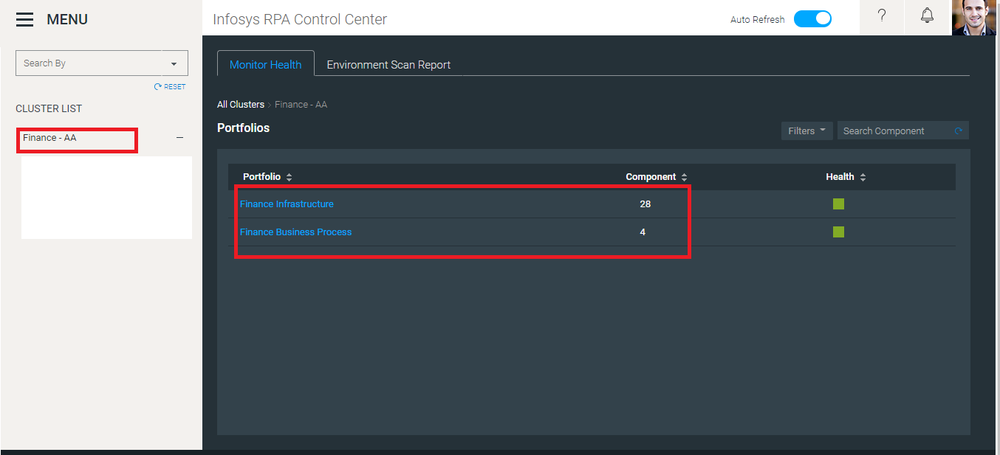 MENU
Infosys RPA Control Center
Auto Refresh
?
Search By
RESET
CLUSTER LIST
Finance - AA
Monitor Health
Environment Scan Report
All Clusters > Finance - AA
Portfolios
Filters
Search Component
Portfolio Component Health
Finance Infrastructure 28
Finance Business Process 4